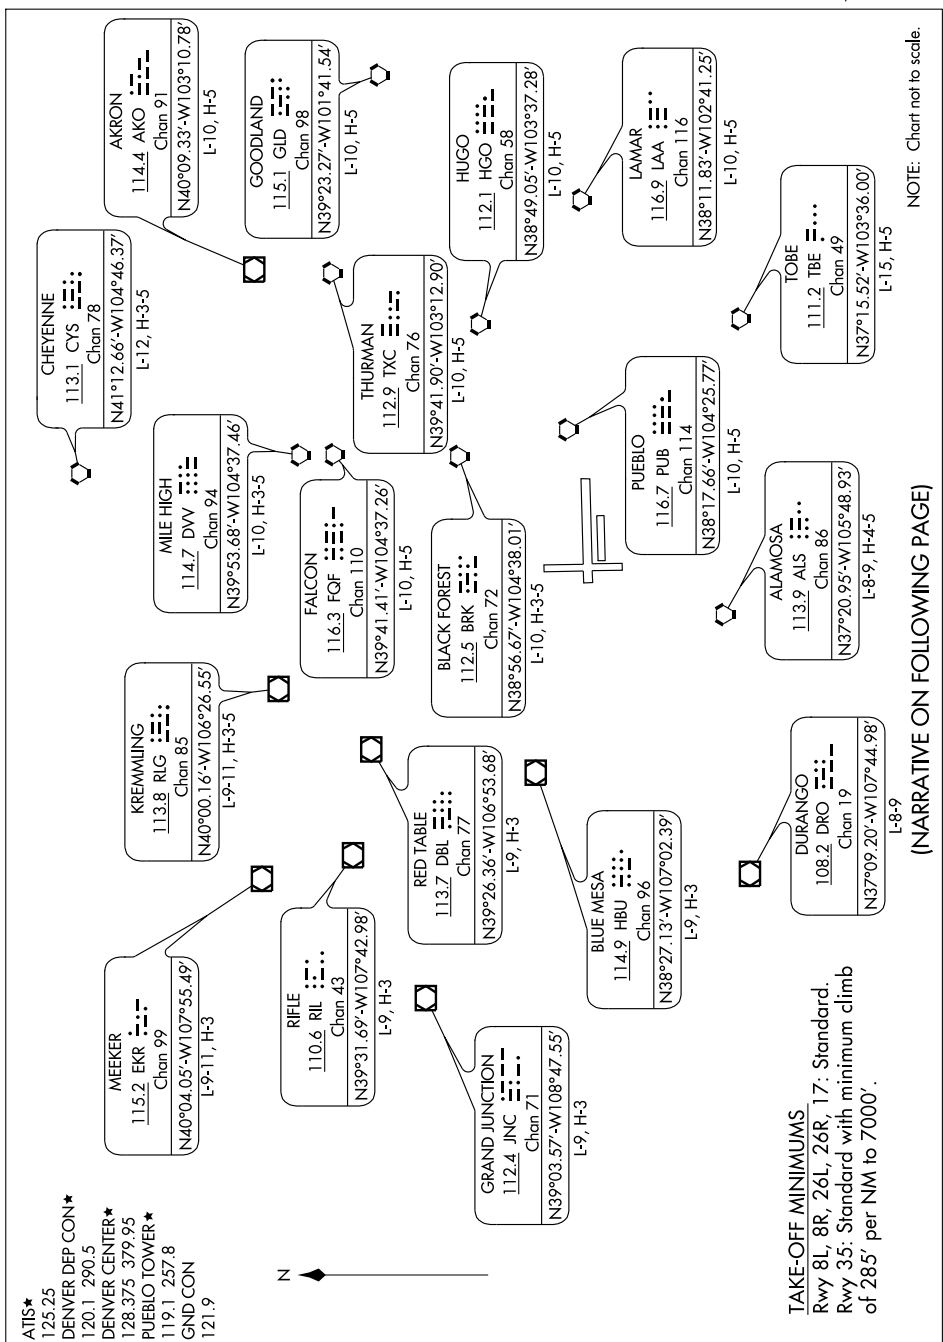 ATIS★
125.25
DENVER DEP CON★
120.1 290.5
DENVER CENTER★
128.375 379.95
PUEBLO TOWER★
119.1 257.8
GND CON
121.9
N
MEEKER
115.2 EKR
Chan 99
N40°04.05′-W107°55.49′
L-9-11, H-3
KREMMLING
113.8 RLG
Chan 85
N40°00.16′-W106°26.55′
L-9-11, H-3-5
MILE HIGH
114.7 DVV
Chan 94
N39°53.68′-W104°37.46′
L-10, H-3-5
CHEYENNE
113.1 CYS
Chan 78
N41°12.66′-W104°46.37′
L-12, H-3-5
AKRON
114.4 AKO
Chan 91
N40°09.33′-W103°10.78′
L-10, H-5
GOODLAND
115.1 GLD
Chan 98
N39°23.27′-W101°41.54′
L-10, H-5
RIFLE
110.6 RIL
Chan 43
N39°31.69′-W107°42.98′
L-9, H-3
FALCON
116.3 FQF
Chan 110
N39°41.41′-W104°37.26′
L-10, H-5
THURMAN
112.9 TXC
Chan 76
N39°41.90′-W103°12.90′
L-10, H-5
HUGO
112.1 HGO
Chan 58
N38°49.05′-W103°37.28′
L-10, H-5
RED TABLE
113.7 DBL
Chan 77
N39°26.36′-W106°53.68′
L-9, H-3
BLACK FOREST
112.5 BRK
Chan 72
N38°56.67′-W104°38.01′
L-10, H-3-5
GRAND JUNCTION
112.4 JNC
Chan 71
N39°03.57′-W108°47.55′
L-9, H-3
BLUE MESA
114.9 HBU
Chan 96
N38°27.13′-W107°02.39′
L-9, H-3
PUEBLO
116.7 PUB
Chan 114
N38°17.66′-W104°25.77′
L-10, H-5
LAMAR
116.9 LAA
Chan 116
N38°11.83′-W102°41.25′
L-10, H-5
DURANGO
108.2 DRO
Chan 19
N37°09.20′-W107°44.98′
L-8-9
ALAMOSA
113.9 ALS
Chan 86
N37°20.95′-W105°48.93′
L-8-9, H-4-5
TOBE
111.2 TBE
Chan 49
N37°15.52′-W103°36.00′
L-15, H-5
TAKE-OFF MINIMUMS
Rwy 8L, 8R, 26L, 26R, 17: Standard.
Rwy 35: Standard with minimum climb
of 285′ per NM to 7000′.
NOTE: Chart not to scale.
(NARRATIVE ON FOLLOWING PAGE)